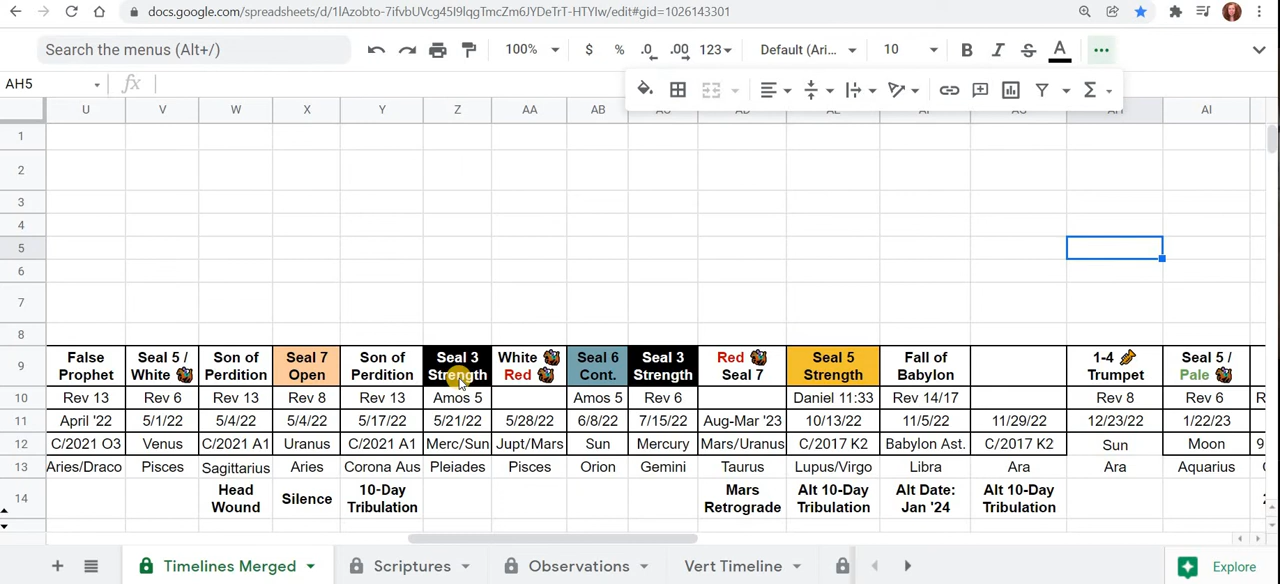 docs.google.com/spreadsheets/d/1lAzobto-7ifvbUVcg45I9lqgTmcZm6JYDeTrT-HTYIw/edit#gid=1026143301
Search the menus (Alt+/) 100% $ % .0 .00 123 Default (Ari... 10 B I S A
AH5 fx
U V W X Y Z AA AB AI
1
2
3
4
5
6
7
8
9 False Prophet Seal 5 / White Son of Perdition Seal 7 Open Son of Perdition Seal 3 Strength White Red Seal 6 Cont. Seal 3 Strength Red Seal 7 Seal 5 Strength Fall of Babylon 1-4 Trumpet Seal 5 / Pale
10 Rev 13 Rev 6 Rev 13 Rev 8 Rev 13 Amos 5 Amos 5 Rev 6 Daniel 11:33 Rev 14/17 Rev 8 Rev 6 R
11 April '22 5/1/22 5/4/22 5/4/22 5/17/22 5/21/22 5/28/22 6/8/22 7/15/22 Aug-Mar '23 10/13/22 11/5/22 11/29/22 12/23/22 1/22/23
12 C/2021 O3 Venus C/2021 A1 Uranus C/2021 A1 Merc/Sun Jupt/Mars Sun Mercury Mars/Uranus C/2017 K2 Babylon Ast. C/2017 K2 Sun Moon 9
13 Aries/Draco Pisces Sagittarius Aries Corona Aus Pleiades Pisces Orion Gemini Taurus Lupus/Virgo Libra Ara Ara Aquarius
14 Head Wound Silence 10-Day Tribulation Mars Retrograde Alt 10-Day Tribulation Alt Date: Jan '24 Alt 10-Day Tribulation
Timelines Merged Scriptures Observations Vert Timeline Explore